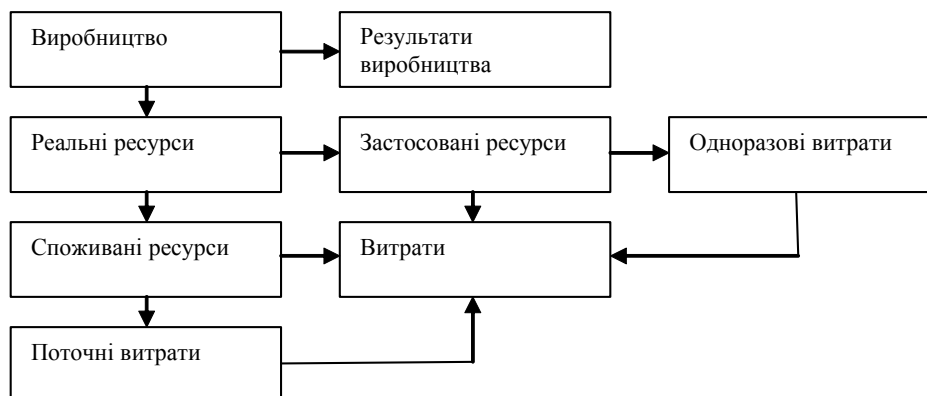 Виробництво
Результати
виробництва
Реальні ресурси
Застосовані ресурси
Одноразові витрати
Споживані ресурси
Витрати
Поточні витрати